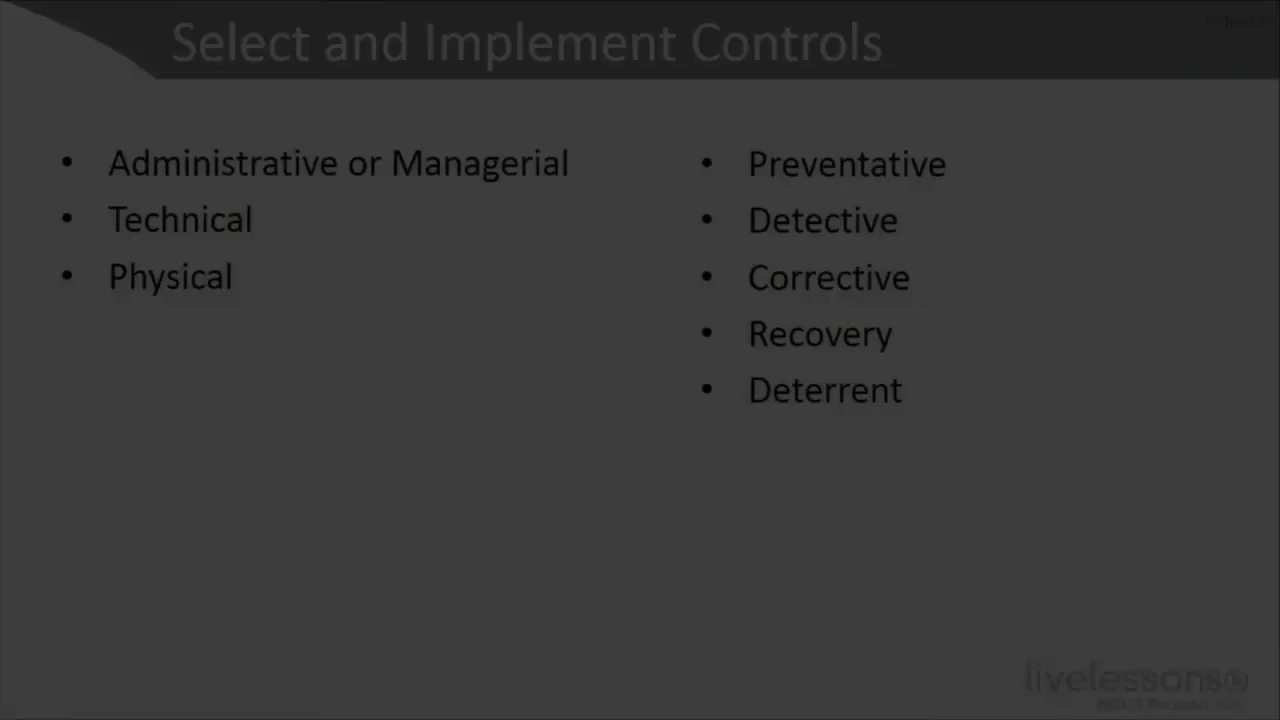 Select and Implement Controls
• Administrative or Managerial
• Technical
• Physical
• Preventative
• Detective
• Corrective
• Recovery
• Deterrent
livelessons®